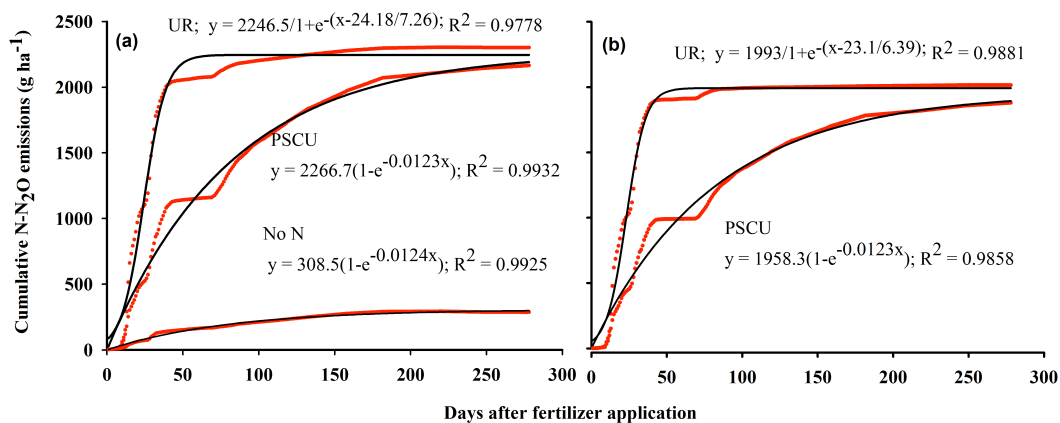 (a)
UR; y = 2246.5/1+e-(x-24.18/7.26); R2 = 0.9778
PSCU
y = 2266.7(1-e-0.0123x); R2 = 0.9932
No N
y = 308.5(1-e-0.0124x); R2 = 0.9925
Cumulative N-N2O emissions (g ha-1)
2500
2000
1500
1000
500
0
0 50 100 150 200 250 300
(b)
UR; y = 1993/1+e-(x-23.1/6.39); R2 = 0.9881
PSCU
y = 1958.3(1-e-0.0123x); R2 = 0.9858
0 50 100 150 200 250 300
Days after fertilizer application